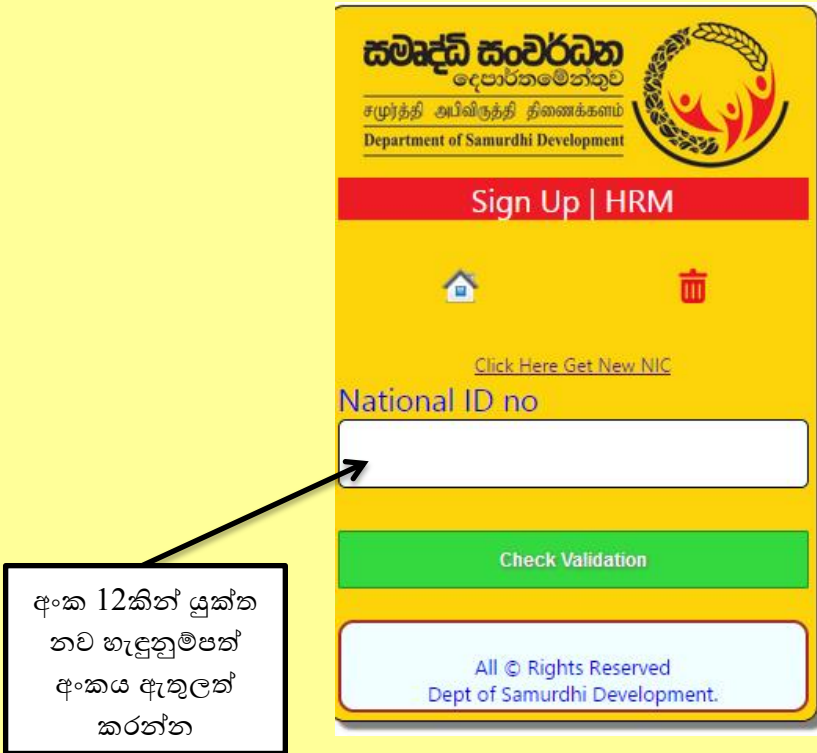 සමෘද්ධි සංවර්ධන
දෙපාර්තමේන්තුව
சமுர்த்தி அபிவிருத்தி திணைக்களம்
Department of Samurdhi Development
Sign Up | HRM
Click Here Get New NIC
National ID no
Check Validation
අංක 12කින් යුක්ත
නව හැඳුනුම්පත්
අංකය ඇතුලත්
කරන්න
All © Rights Reserved
Dept of Samurdhi Development.